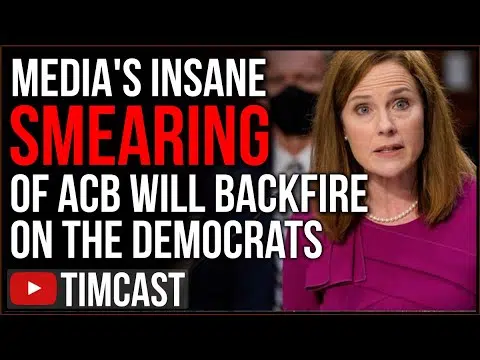 MEDIA'S INSANE
SMEARING
OF ACB WILL BACKFIRE
ON THE DEMOCRATS
TIMCAST